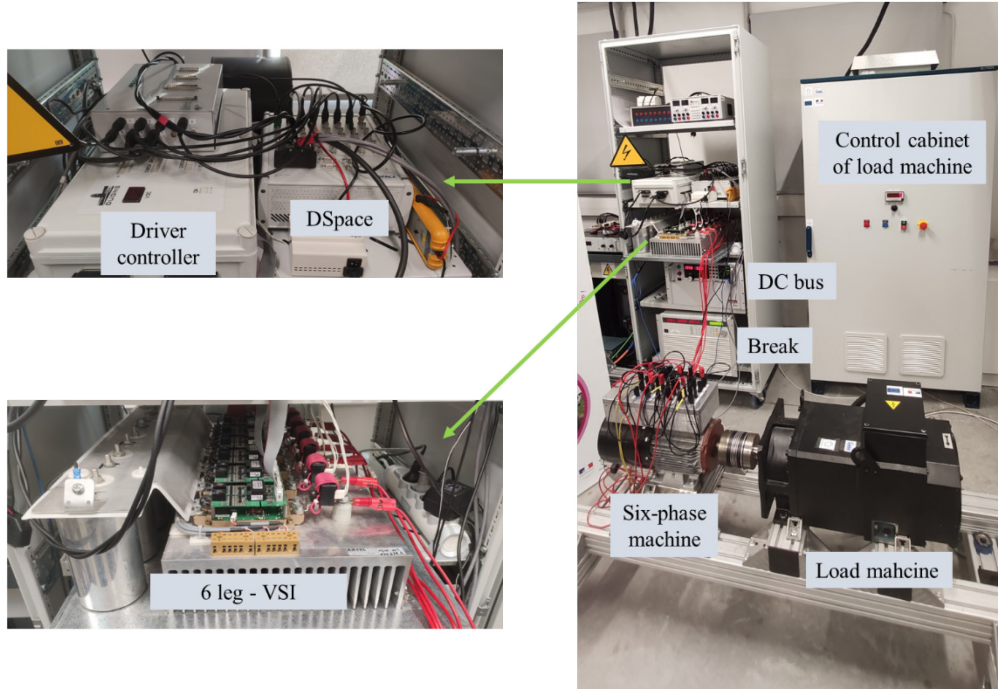 Driver
controller
DSpace
6 leg - VSI
Control cabinet
of load machine
DC bus
Break
Six-phase
machine
Load mahcine